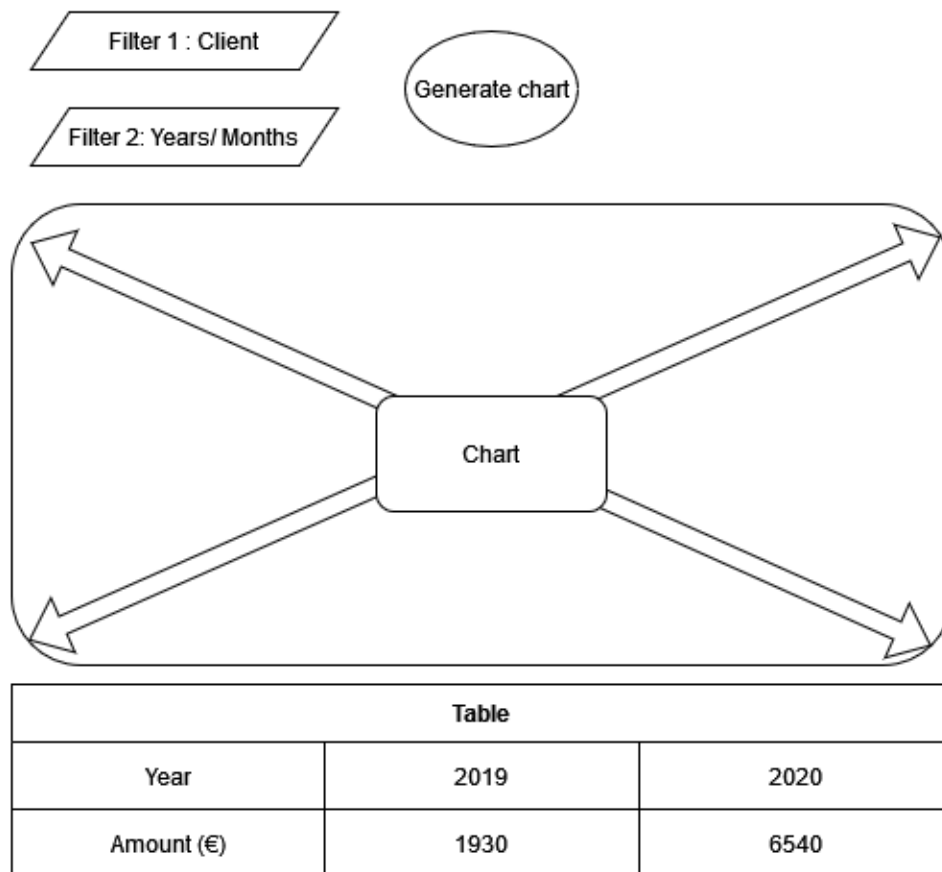 Filter 1 : Client
Generate chart
Filter 2: Years/ Months
Chart
Table
Year 2019 2020
Amount (€) 1930 6540